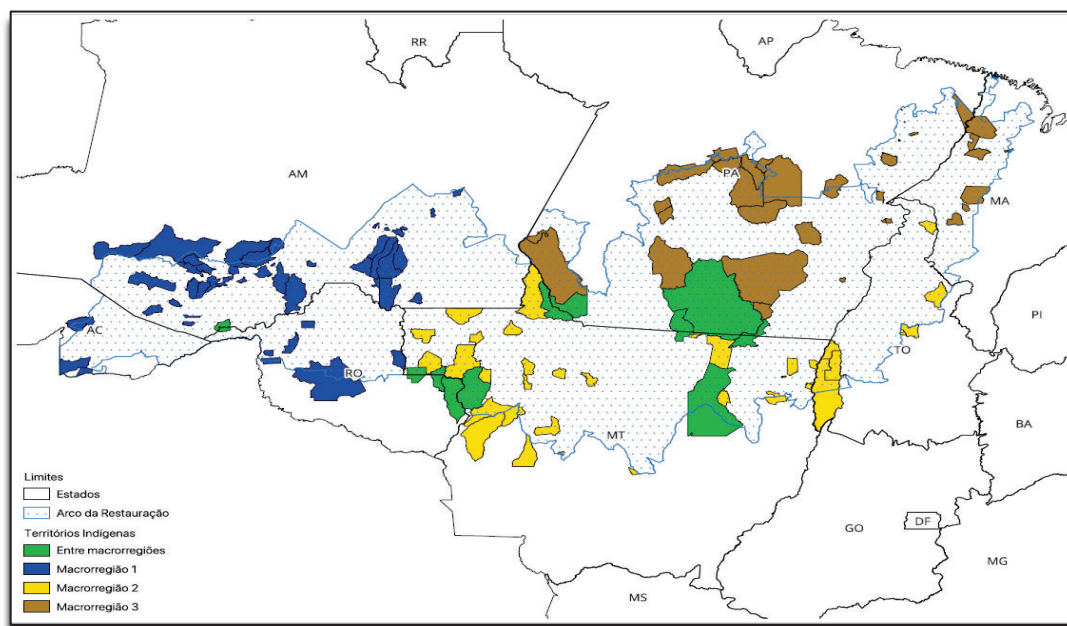 RR
AP
AM
PA
MA
AC
PI
TO
RO
MT
BA
GO
DF
MG
MS
Limites
Estados
Arco da Restauração
Territórios Indígenas
Entre macrorregiões
Macrorregião 1
Macrorregião 2
Macrorregião 3